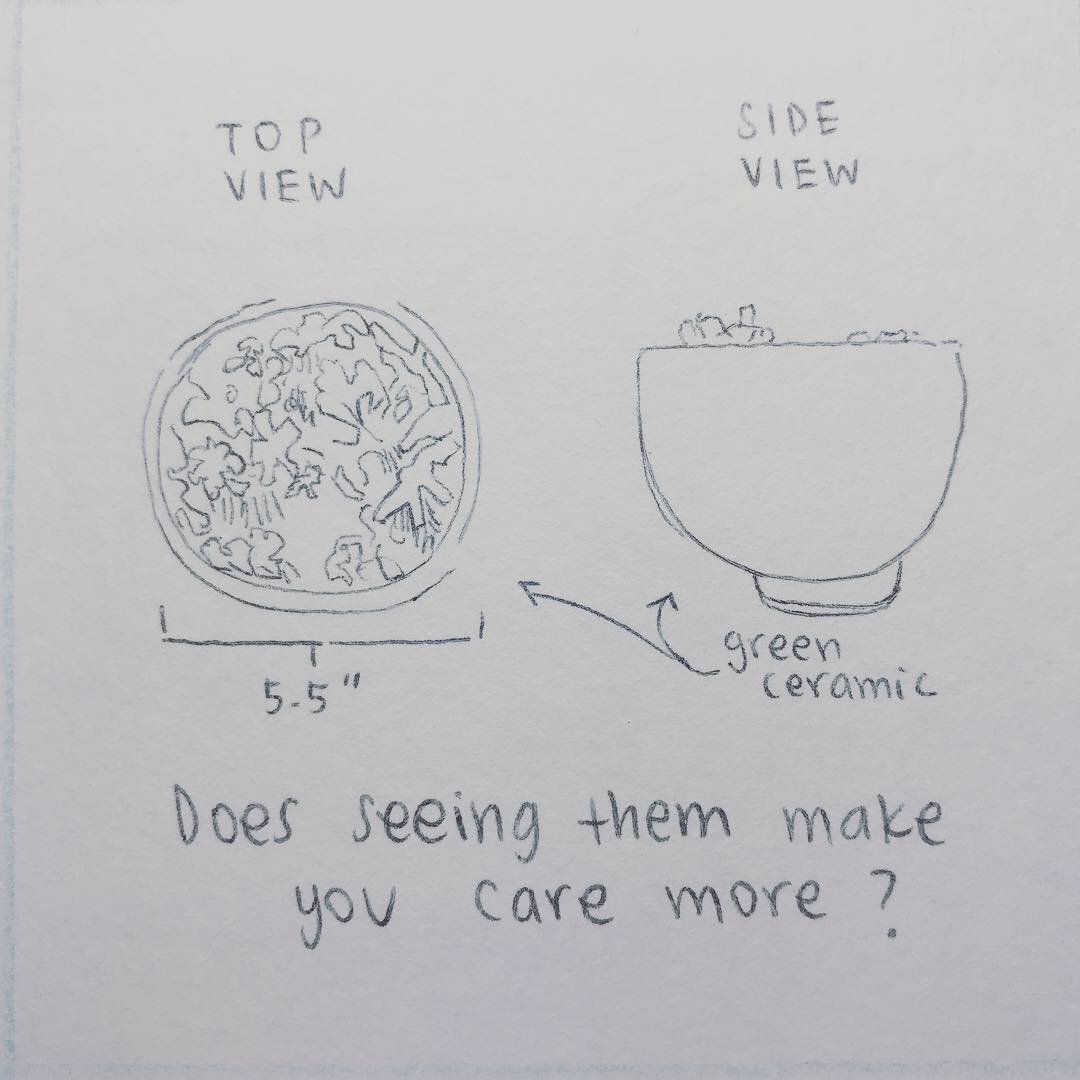 TOP
VIEW
SIDE
VIEW
5.5"
green
ceramic
Does seeing them make
you care more?